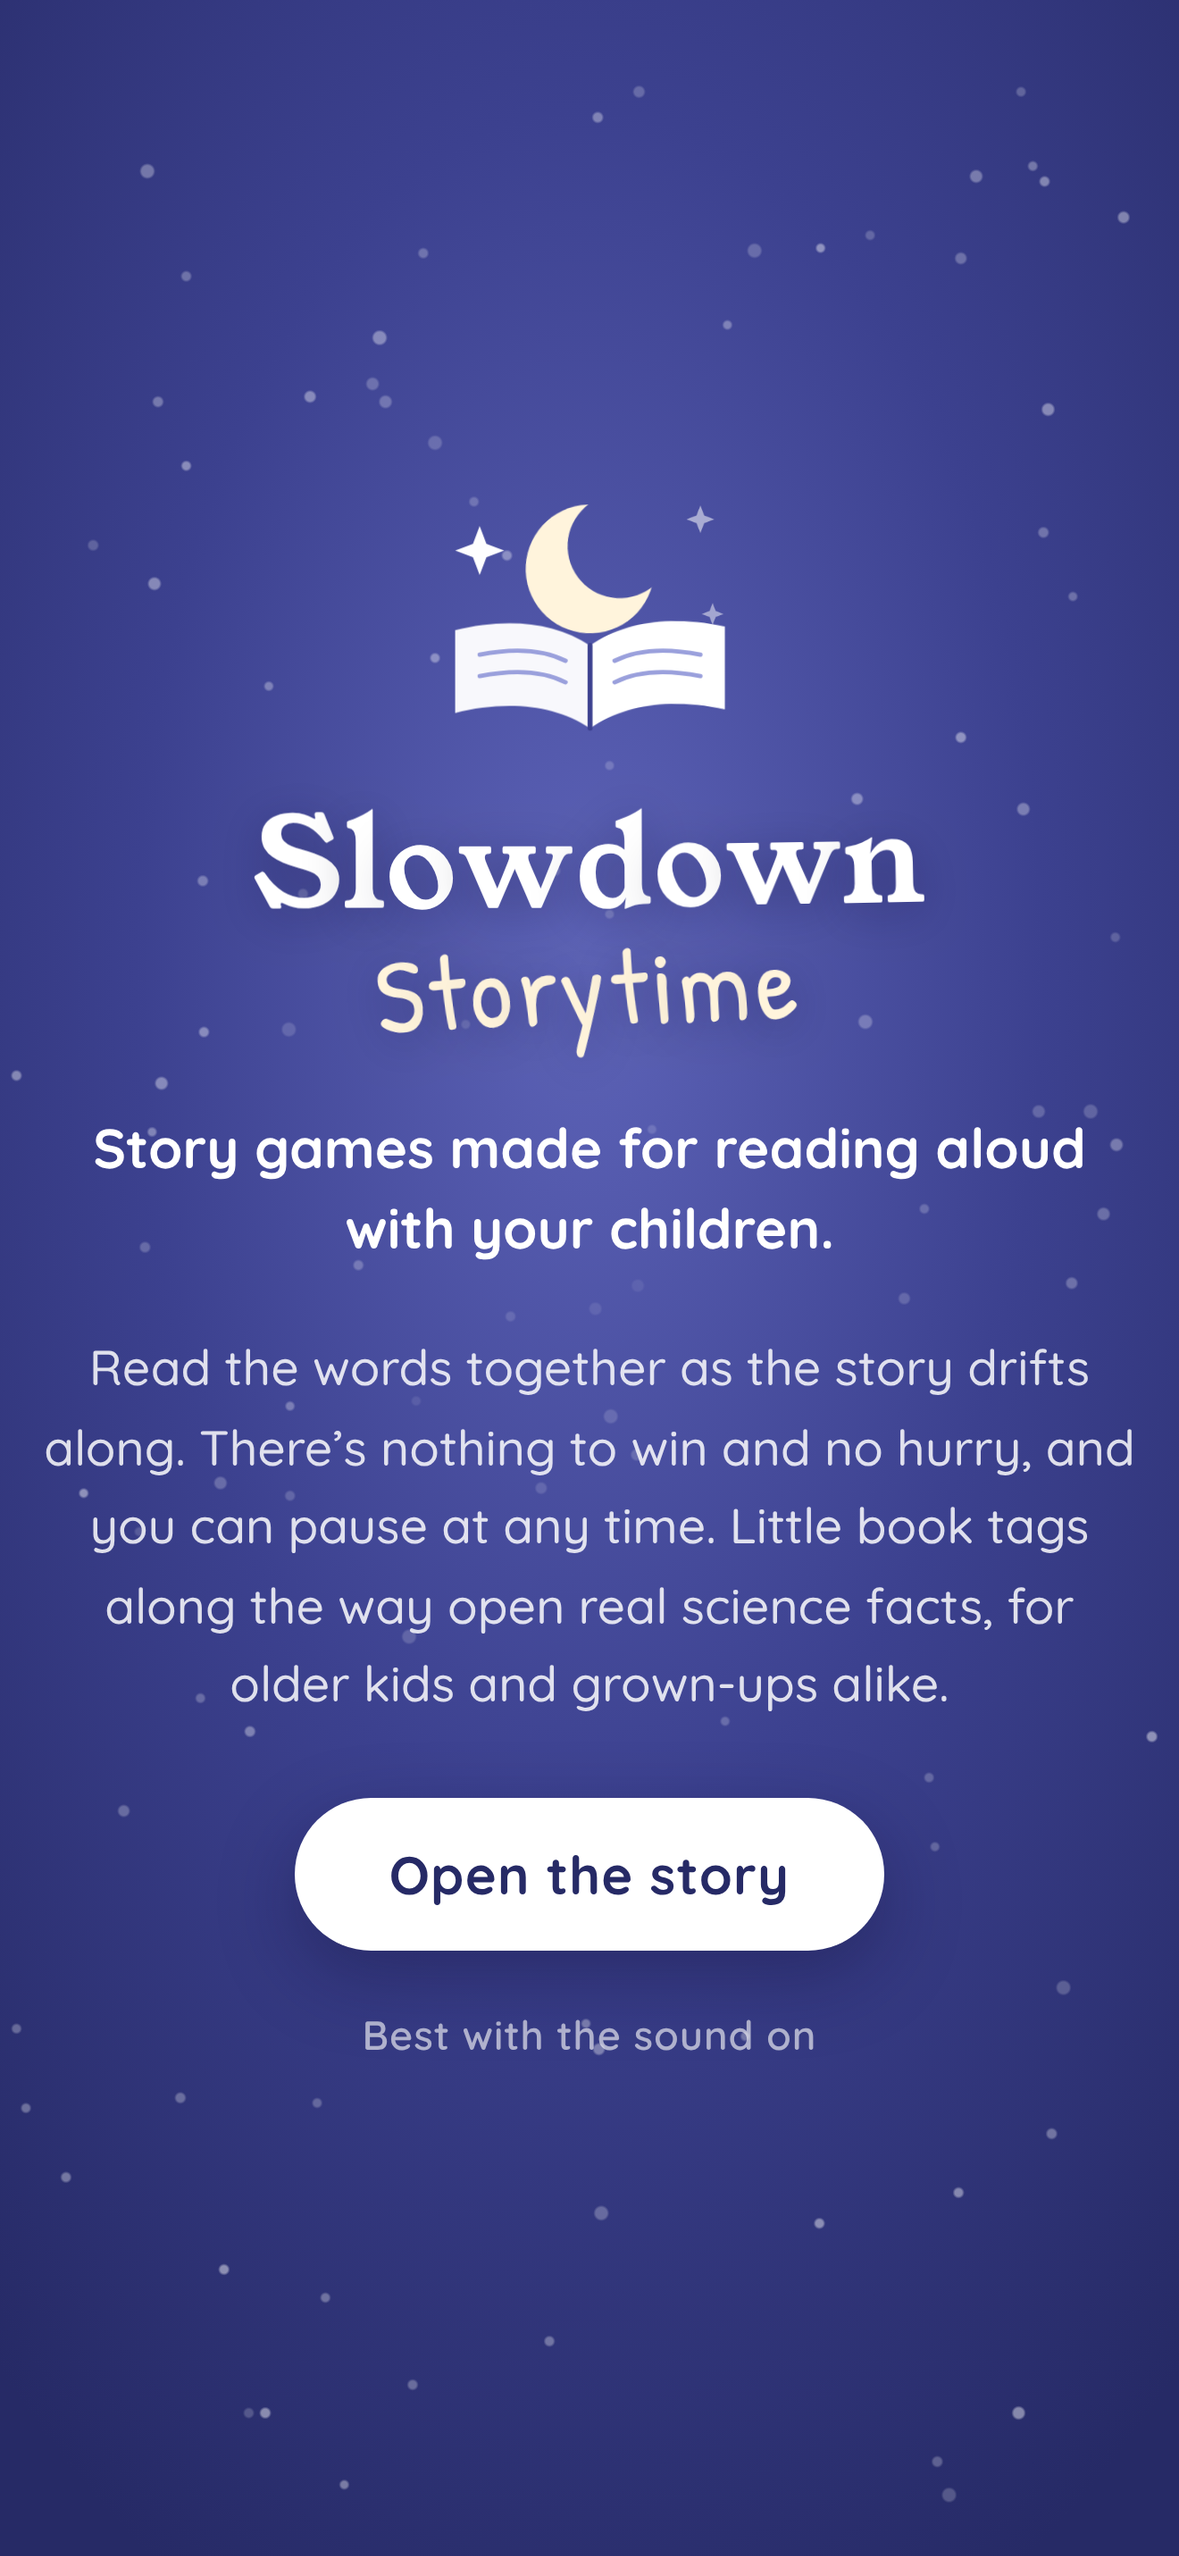 Slowdown
Storytime
Story games made for reading aloud
with your children.
Read the words together as the story drifts
along. There’s nothing to win and no hurry, and
you can pause at any time. Little book tags
along the way open real science facts, for
older kids and grown-ups alike.
Open the story
Best with the sound on